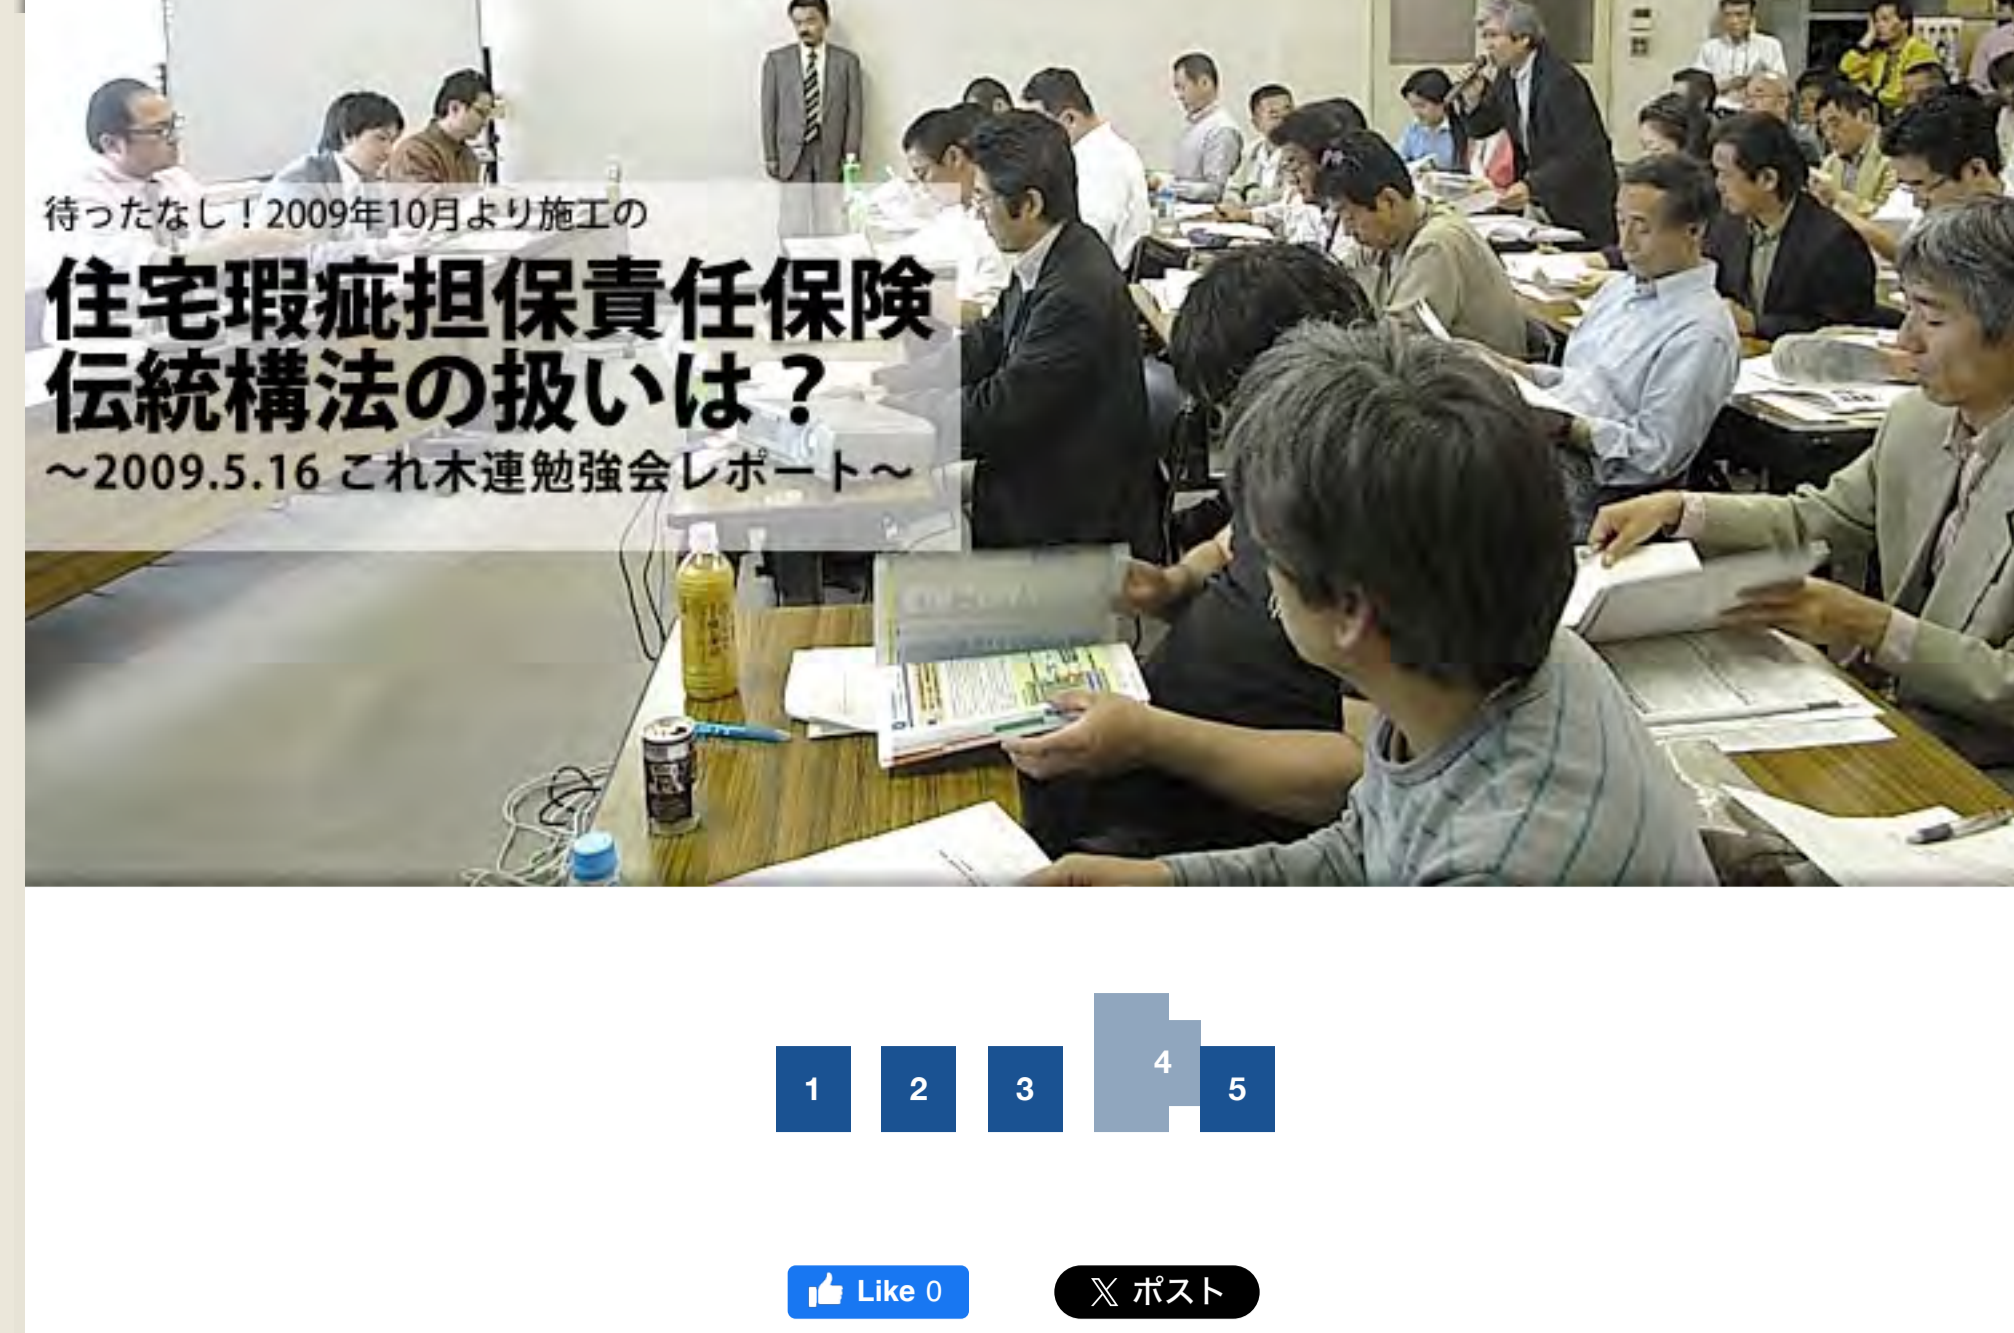 待ったなし！2009年10月より施工の
住宅瑕疵担保責任保険
伝統構法の扱いは？
～2009.5.16 これ木連勉強会レポート～
1 2 3 4 5
Like 0
X ポスト